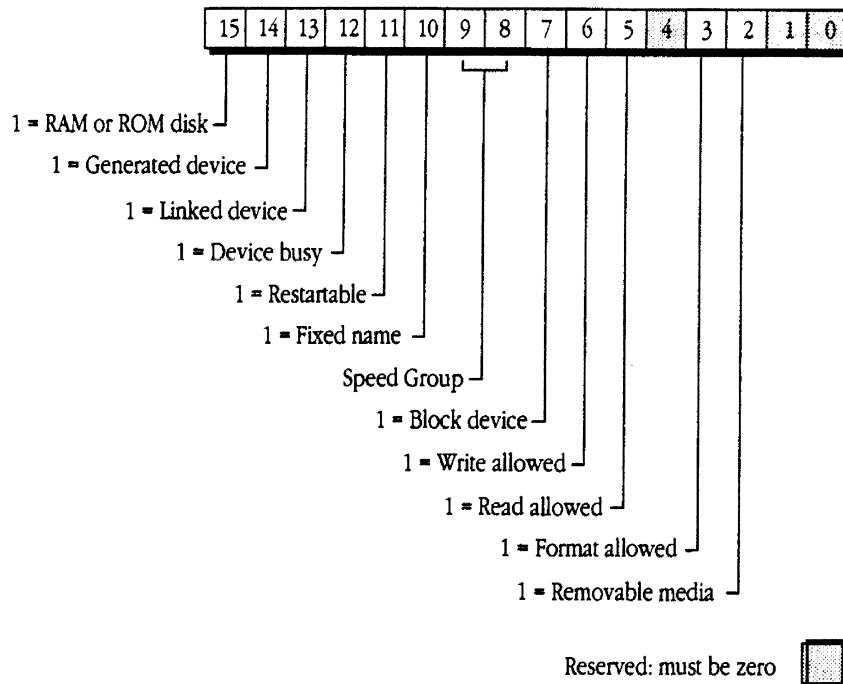 15 14 13 12 11 10 9 8 7 6 5 4 3 2 1 0
1 = RAM or ROM disk
1 = Generated device
1 = Linked device
1 = Device busy
1 = Restartable
1 = Fixed name
Speed Group
1 = Block device
1 = Write allowed
1 = Read allowed
1 = Format allowed
1 = Removable media
Reserved: must be zero